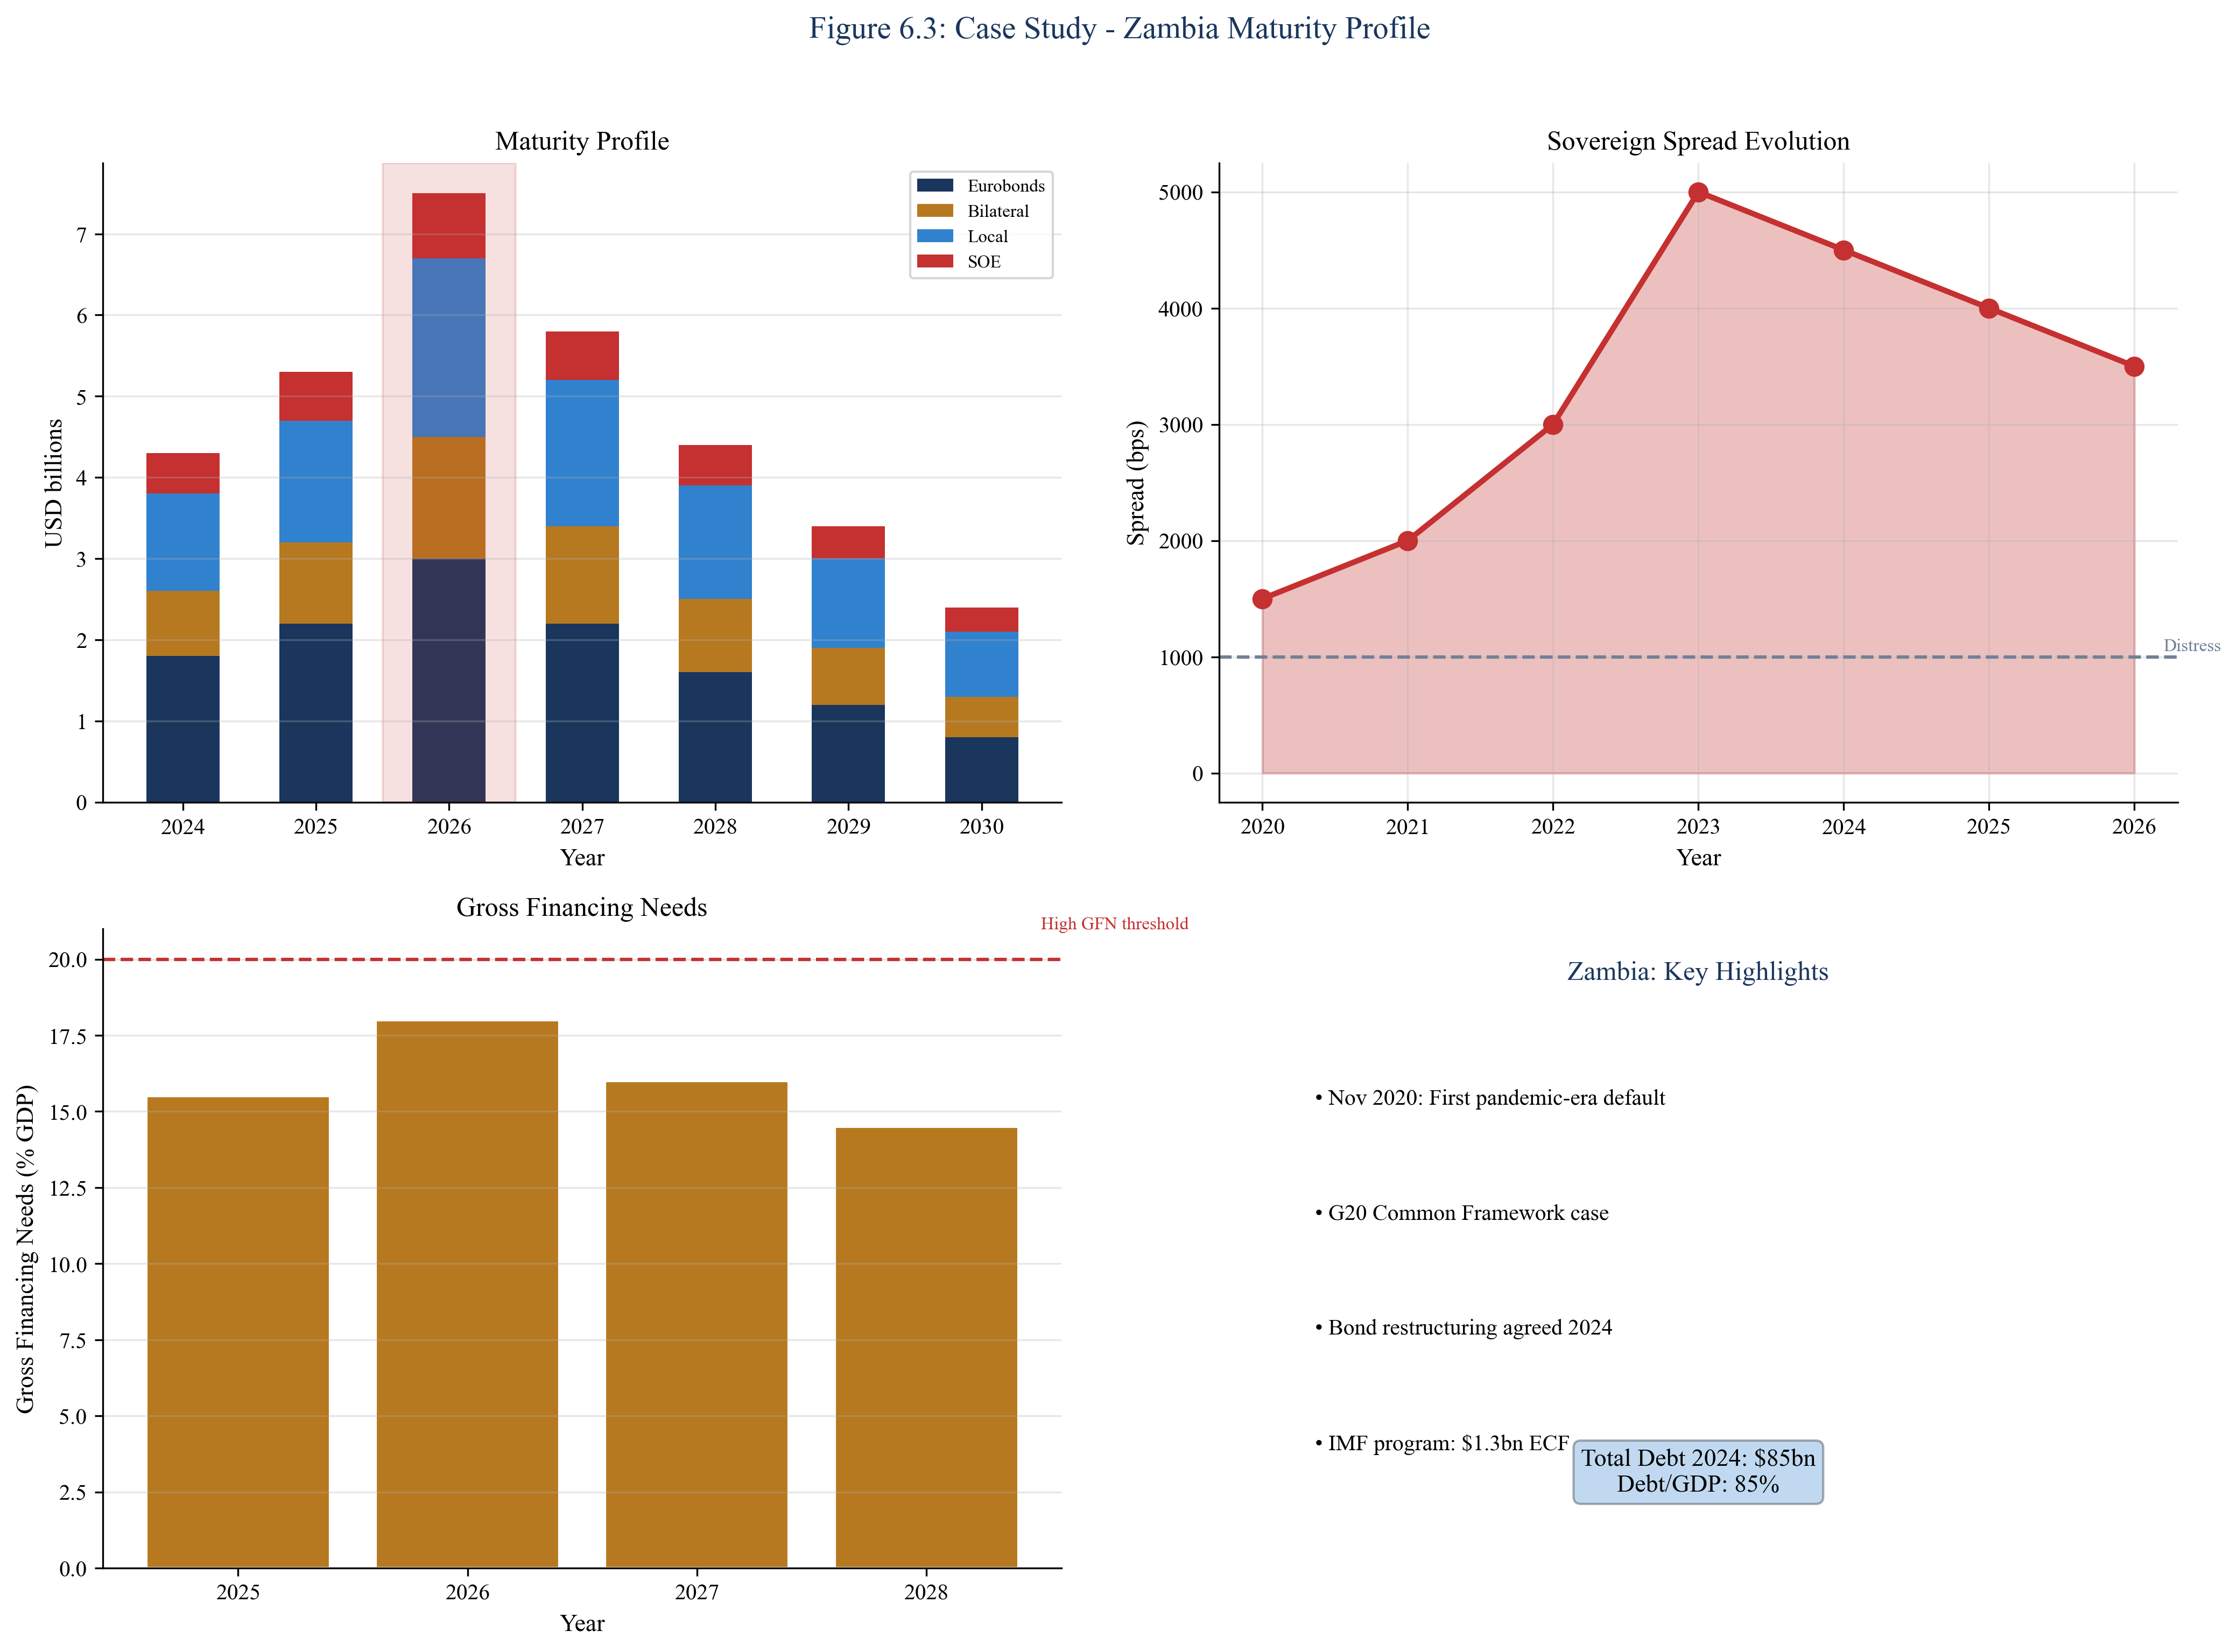 Figure 6.3: Case Study - Zambia Maturity Profile
Maturity Profile
USD billions
7
6
5
4
3
2
1
0
2024 2025 2026 2027 2028 2029 2030
Year
Eurobonds
Bilateral
Local
SOE
Sovereign Spread Evolution
Spread (bps)
5000
4000
3000
2000
1000
0
Distress
2020 2021 2022 2023 2024 2025 2026
Year
Gross Financing Needs
High GFN threshold
Gross Financing Needs (% GDP)
20.0
17.5
15.0
12.5
10.0
7.5
5.0
2.5
0.0
2025 2026 2027 2028
Year
Zambia: Key Highlights
• Nov 2020: First pandemic-era default
• G20 Common Framework case
• Bond restructuring agreed 2024
• IMF program: $1.3bn ECF
Total Debt 2024: $85bn
Debt/GDP: 85%